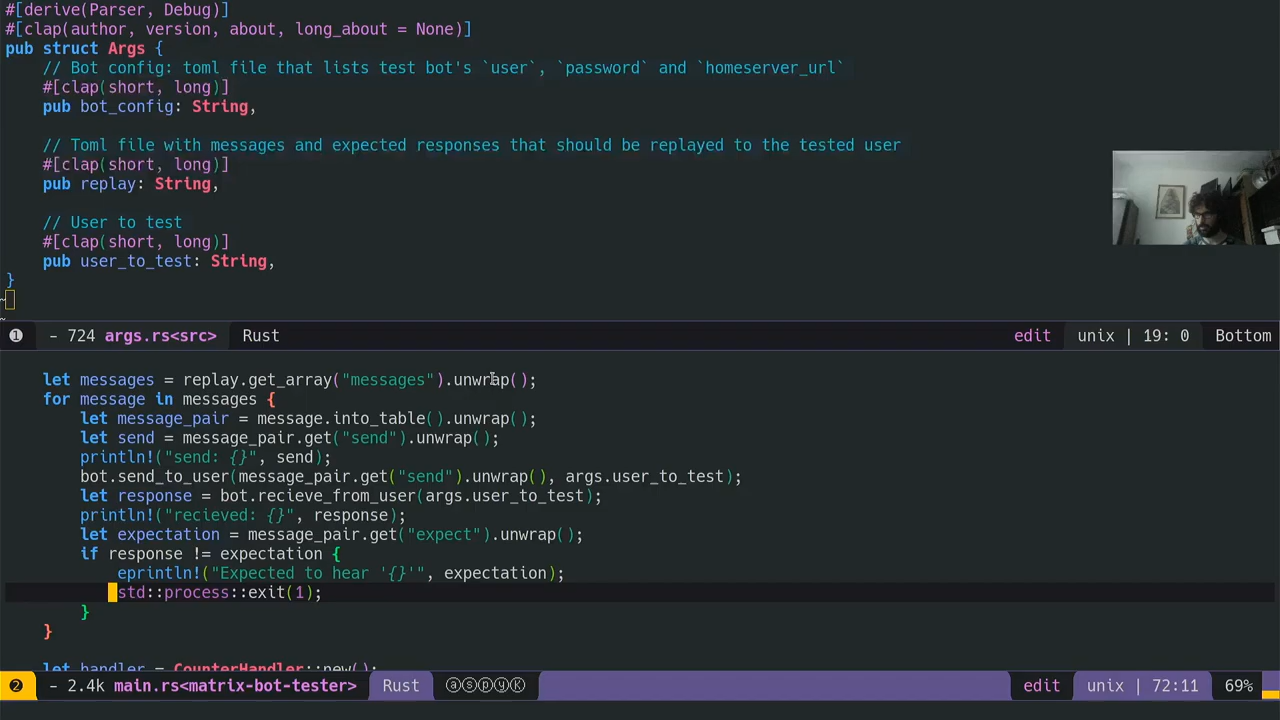 #[derive(Parser, Debug)]
#[clap(author, version, about, long_about = None)]
pub struct Args {
    // Bot config: toml file that lists test bot's `user`, `password` and `homeserver_url`
    #[clap(short, long)]
    pub bot_config: String,
    // Toml file with messages and expected responses that should be replayed to the tested user
    #[clap(short, long)]
    pub replay: String,
    // User to test
    #[clap(short, long)]
    pub user_to_test: String,
}
~
❶ - 724 args.rs<src> Rust edit unix | 19: 0 Bottom
    let messages = replay.get_array("messages").unwrap();
    for message in messages {
        let message_pair = message.into_table().unwrap();
        let send = message_pair.get("send").unwrap();
        println!("send: {}", send);
        bot.send_to_user(message_pair.get("send").unwrap(), args.user_to_test);
        let response = bot.recieve_from_user(args.user_to_test);
        println!("recieved: {}", response);
        let expectation = message_pair.get("expect").unwrap();
        if response != expectation {
            eprintln!("Expected to hear '{}'", expectation);
            std::process::exit(1);
        }
    }
    let handler = CounterHandler::new();
❷ - 2.4k main.rs<matrix-bot-tester> Rust ⓐⓢⓟⓨⓀ edit unix | 72:11 69%